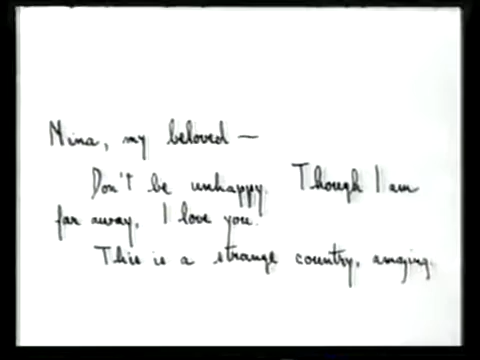 Nina, my beloved —
Don't be unhappy. Though I am
far away, I love you.
This is a strange country, amazing.